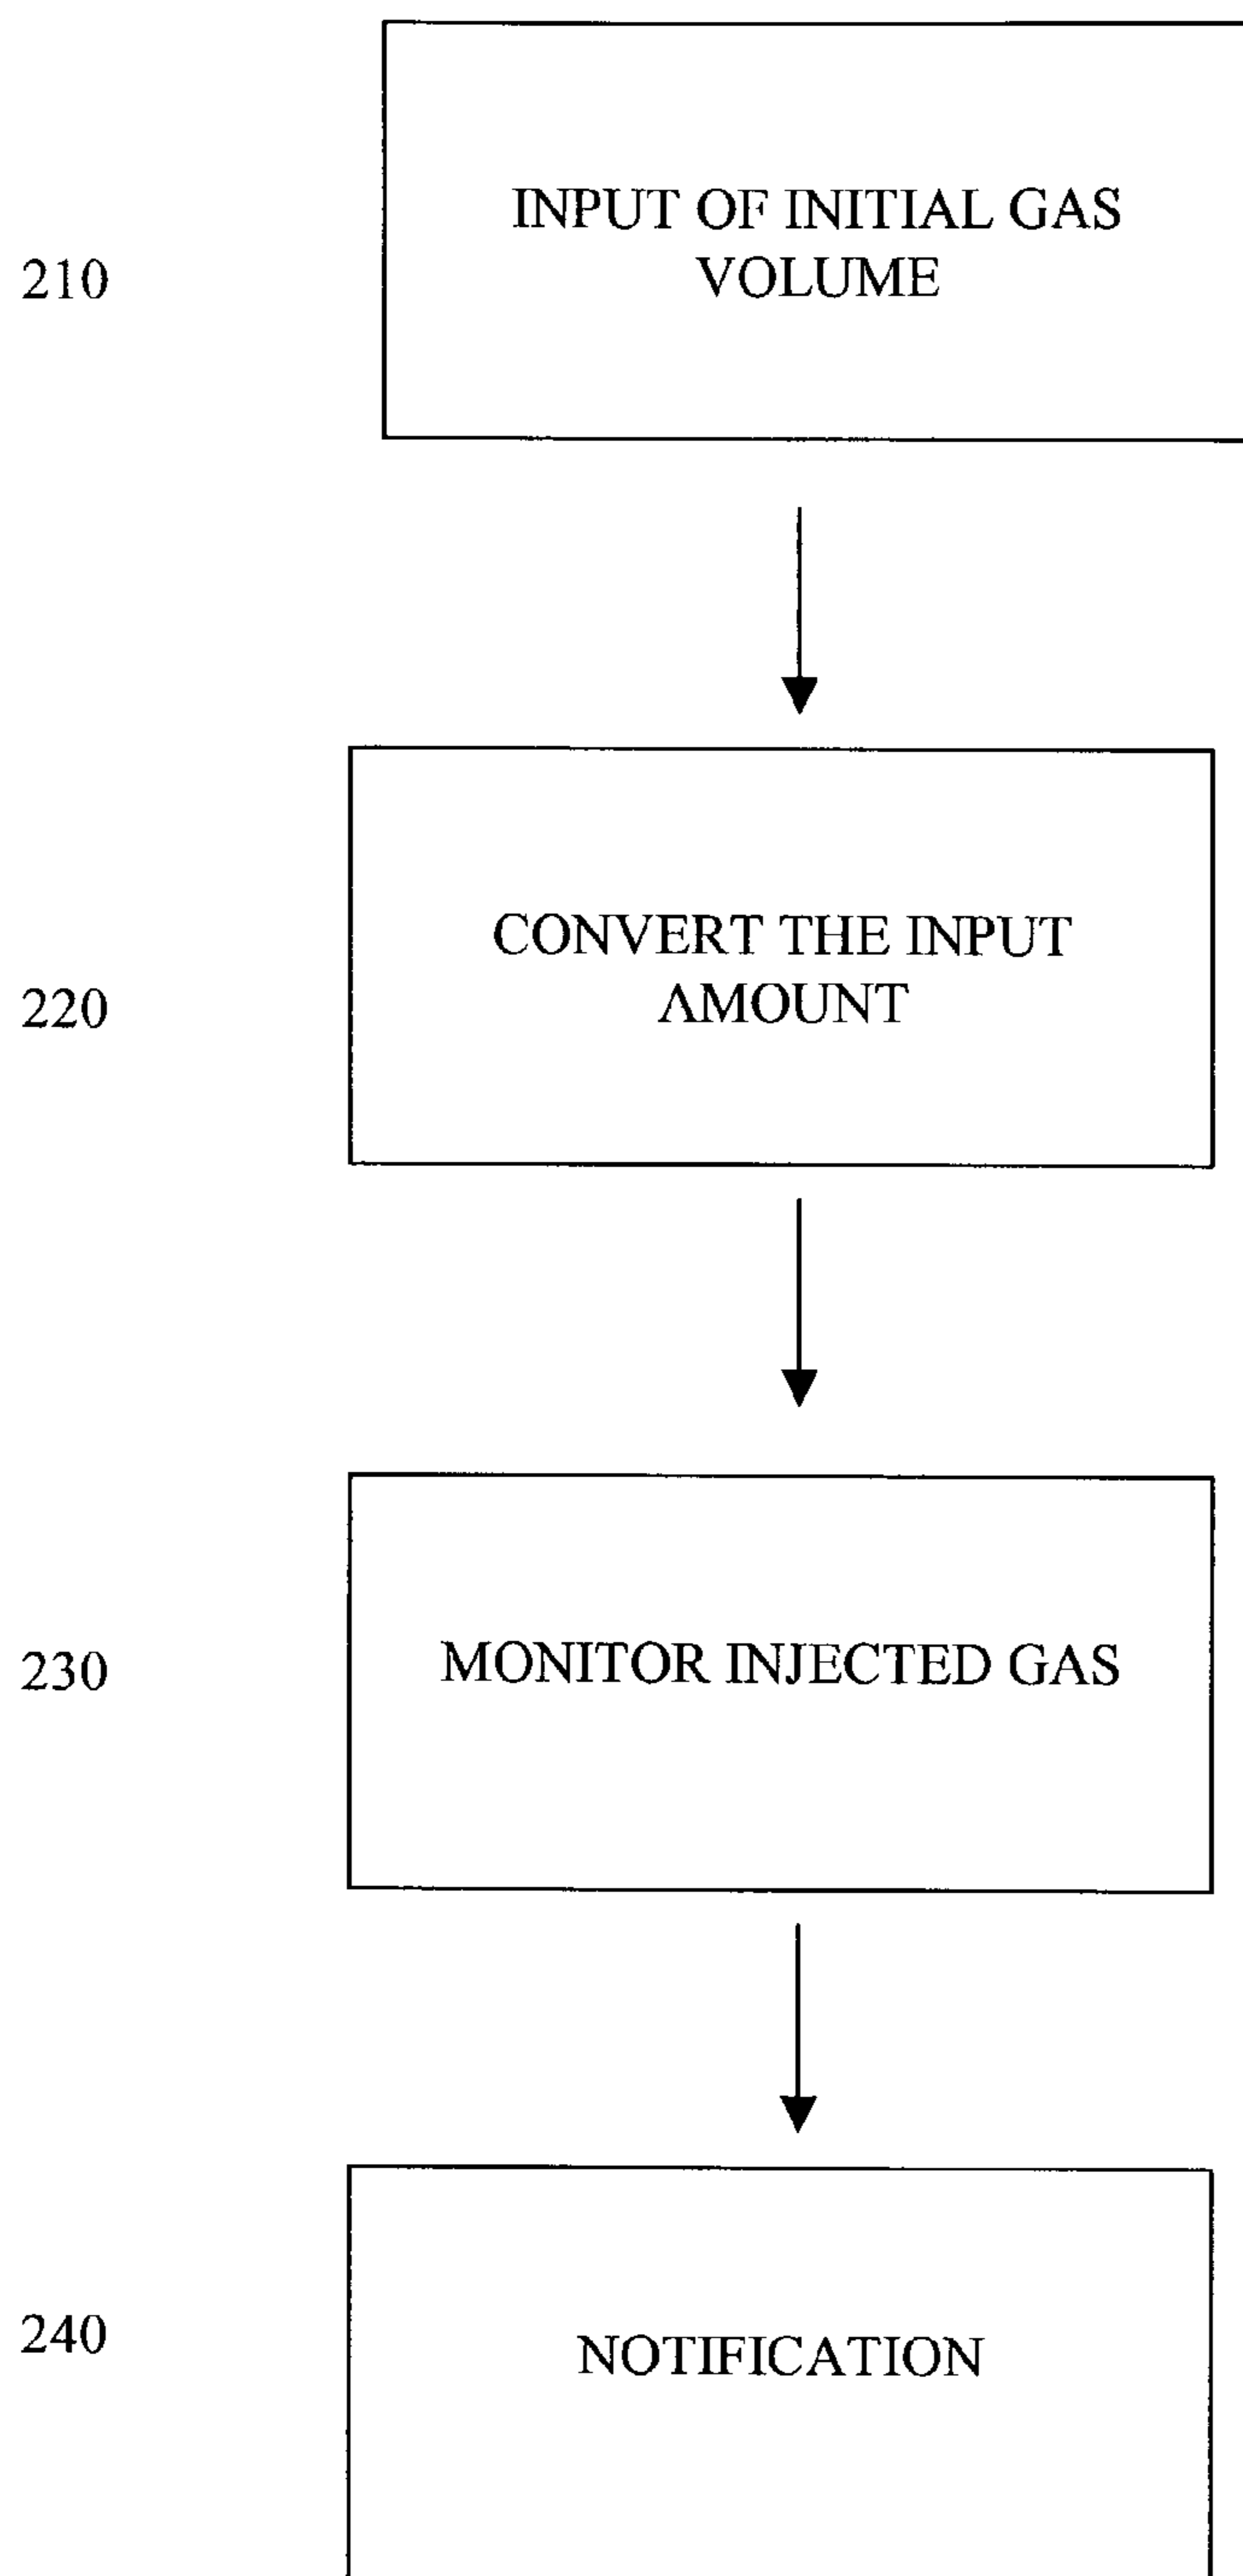 INPUT OF INITIAL GAS
VOLUME
210
CONVERT THE INPUT
AMOUNT
220
MONITOR INJECTED GAS
230
NOTIFICATION
240